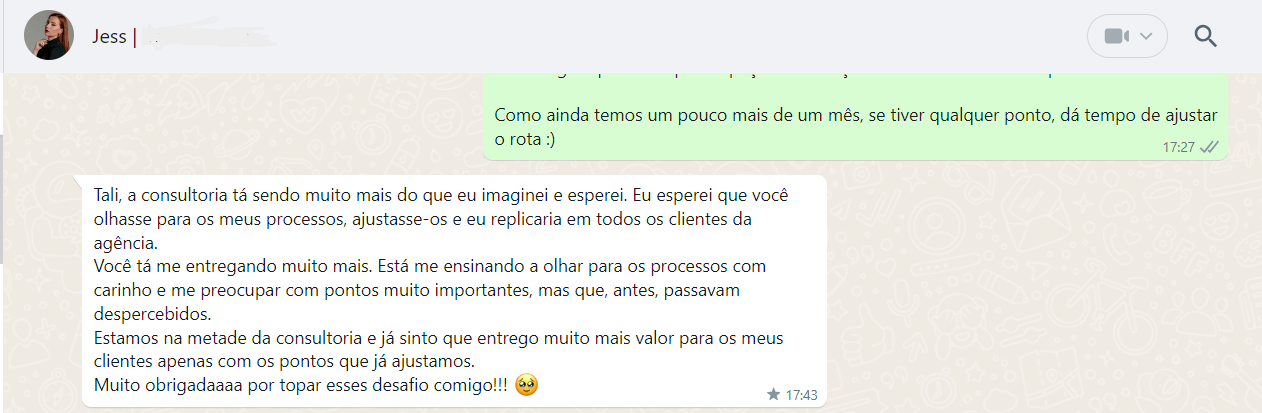 Jess |
Como ainda temos um pouco mais de um mês, se tiver qualquer ponto, dá tempo de ajustar
o rota :)
17:27
Tali, a consultoria tá sendo muito mais do que eu imaginei e esperei. Eu esperei que você
olhasse para os meus processos, ajustasse-os e eu replicaria em todos os clientes da
agência.
Você tá me entregando muito mais. Está me ensinando a olhar para os processos com
carinho e me preocupar com pontos muito importantes, mas que, antes, passavam
despercebidos.
Estamos na metade da consultoria e já sinto que entrego muito mais valor para os meus
clientes apenas com os pontos que já ajustamos.
Muito obrigadaaaa por topar esses desafio comigo!!! 🥹
17:43